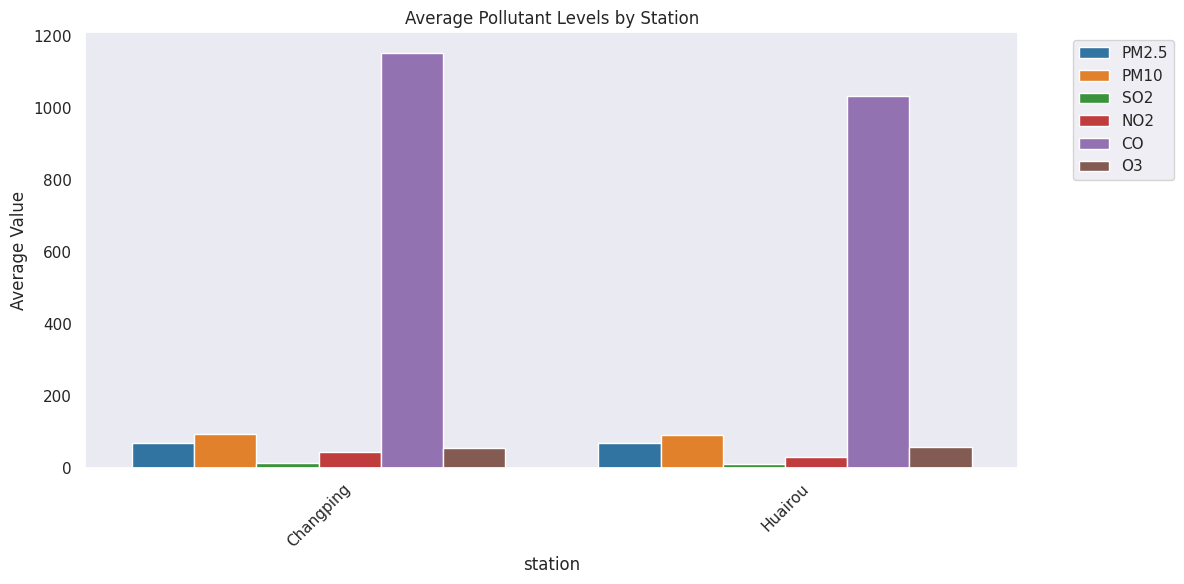 Average Pollutant Levels by Station
1200
1000
800
600
400
200
0
Average Value
Changping
Huairou
station
PM2.5
PM10
SO2
NO2
CO
O3